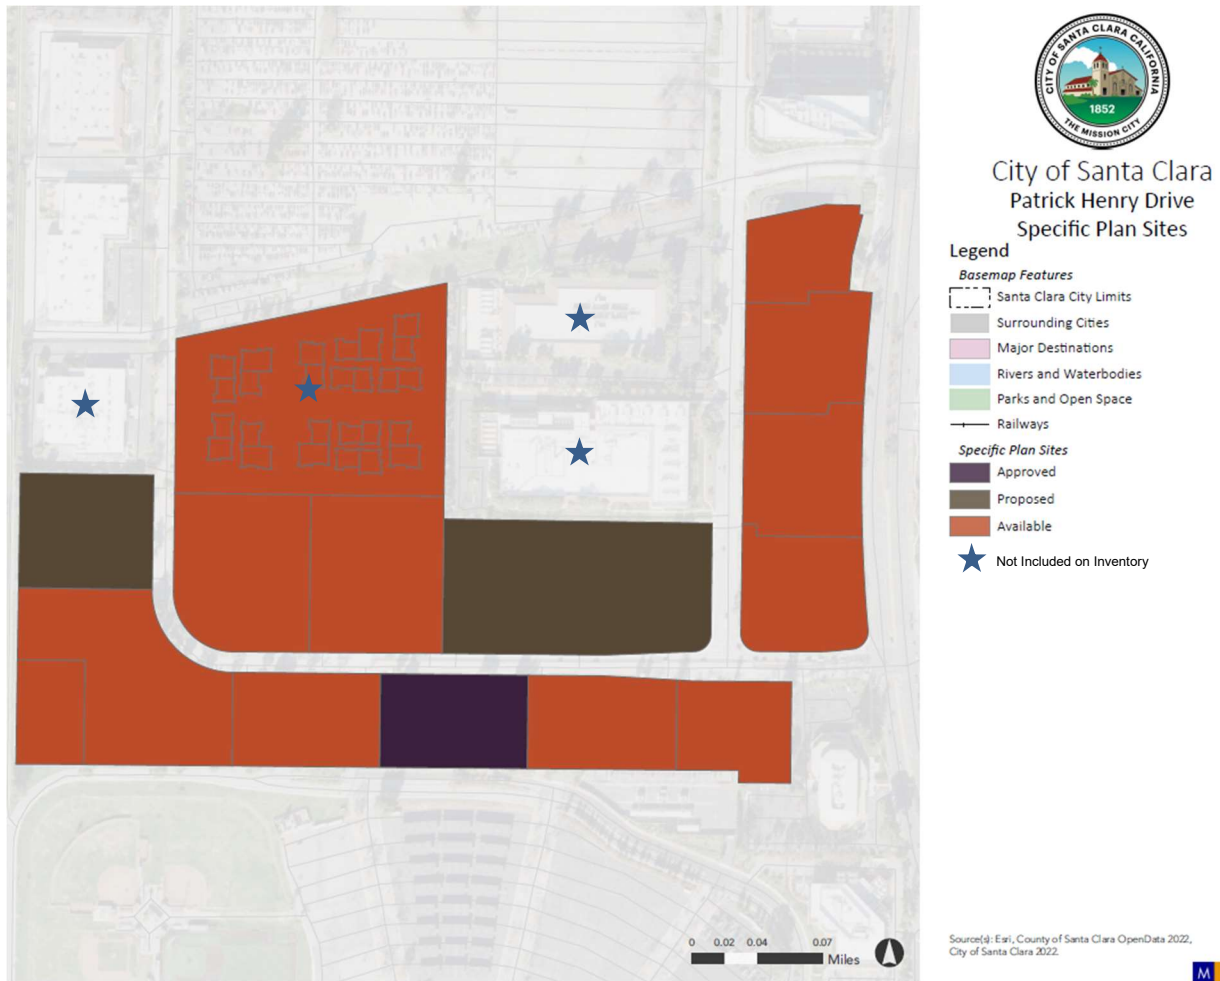 CITY OF SANTA CLARA CALIFORNIA
1852
THE MISSION CITY
City of Santa Clara
Patrick Henry Drive
Specific Plan Sites
Legend
Basemap Features
Santa Clara City Limits
Surrounding Cities
Major Destinations
Rivers and Waterbodies
Parks and Open Space
Railways
Specific Plan Sites
Approved
Proposed
Available
Not Included on Inventory
0 0.02 0.04 0.07
Miles
Source(s): Esri, County of Santa Clara OpenData 2022,
City of Santa Clara 2022.
M